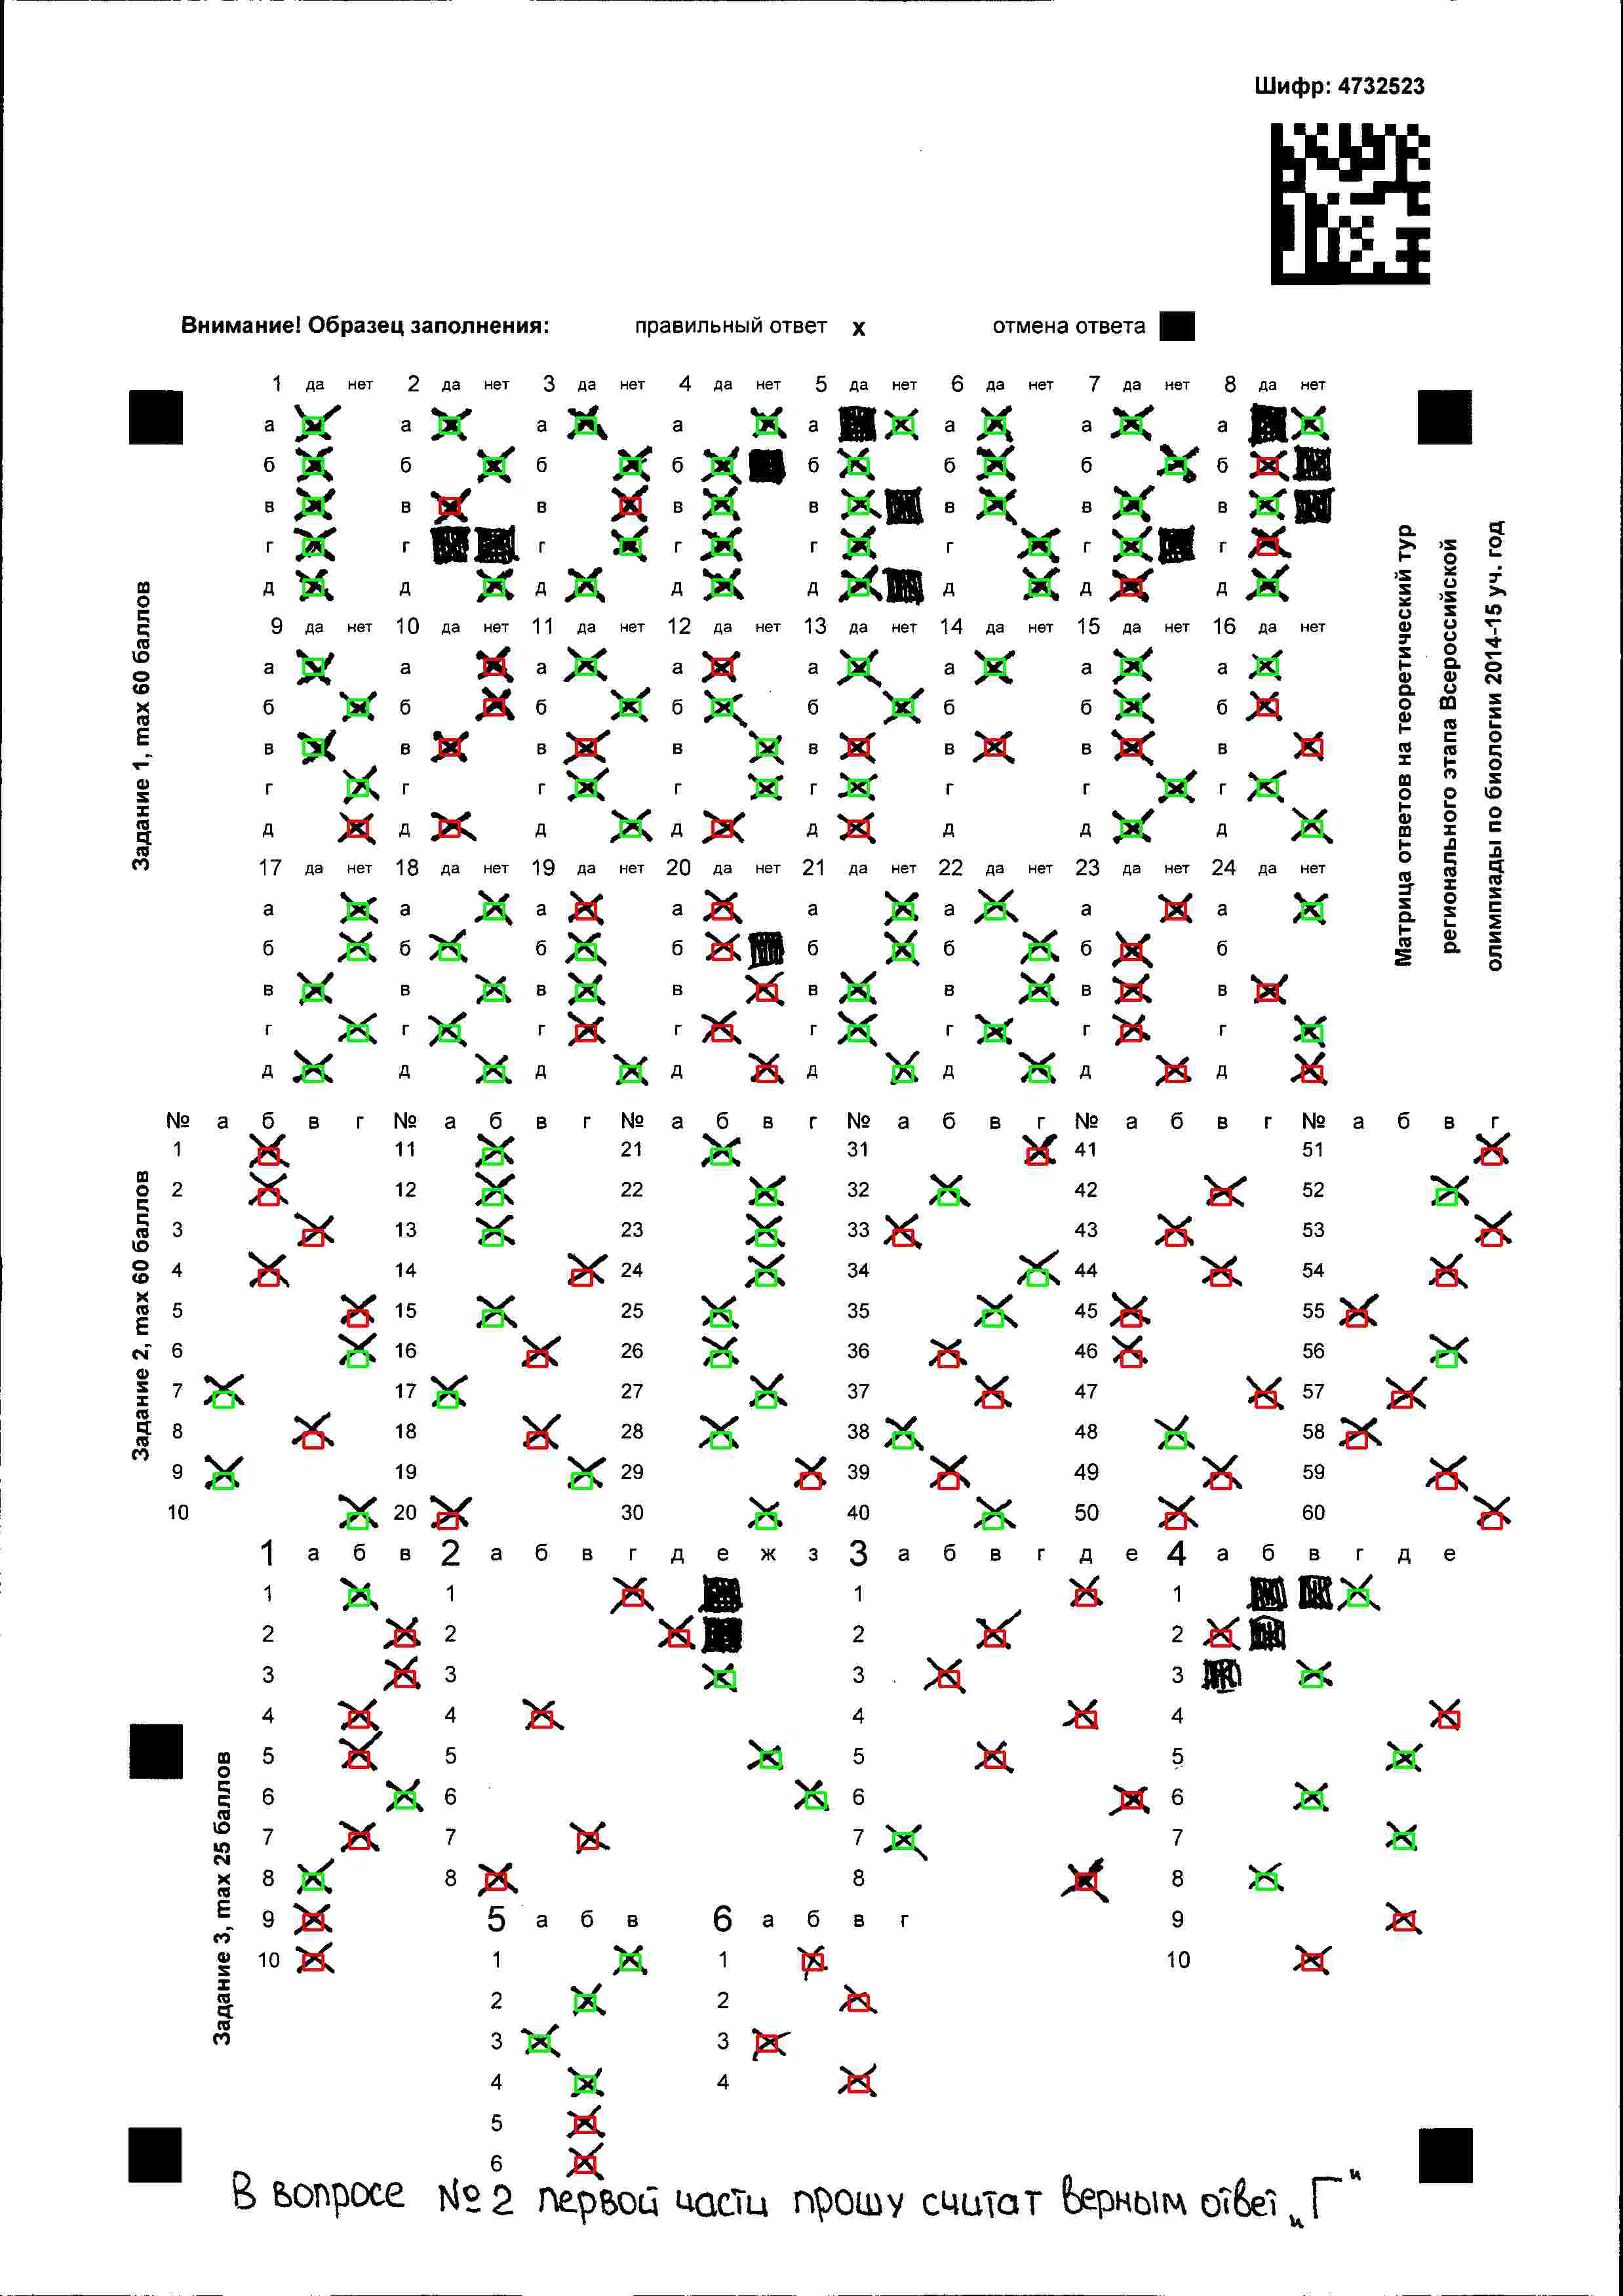 Шифр: 4732523
Внимание! Образец заполнения: правильный ответ x отмена ответа
1 да нет 2 да нет 3 да нет 4 да нет 5 да нет 6 да нет 7 да нет 8 да нет
а а а а а а а а
б б б б б б б б
в в в в в в в в
г г г г г г г г
д д д д д д д д
9 да нет 10 да нет 11 да нет 12 да нет 13 да нет 14 да нет 15 да нет 16 да нет
а а а а а а а а
б б б б б б б б
в в в в в в в в
г г г г г г г г
д д д д д д д д
17 да нет 18 да нет 19 да нет 20 да нет 21 да нет 22 да нет 23 да нет 24 да нет
а а а а а а а а
б б б б б б б б
в в в в в в в в
г г г г г г г г
д д д д д д д д
Задание 1, max 60 баллов
Матрица ответов на теоретический тур
регионального этапа Всероссийской
олимпиады по биологии 2014-15 уч. год
№ а б в г № а б в г № а б в г № а б в г № а б в г № а б в г
1 11 21 31 41 51
2 12 22 32 42 52
3 13 23 33 43 53
4 14 24 34 44 54
5 15 25 35 45 55
6 16 26 36 46 56
7 17 27 37 47 57
8 18 28 38 48 58
9 19 29 39 49 59
10 20 30 40 50 60
Задание 2, max 60 баллов
1 а б в 2 а б в г д е ж з 3 а б в г д е 4 а б в г д е
1 1 1 1
2 2 2 2
3 3 3 3
4 4 4 4
5 5 5 5
6 6 6 6
7 7 7 7
8 8 8 8
9 5 а б в 6 а б в г 9
10 1 1 10
2 2
3 3
4 4
5
6
Задание 3, max 25 баллов
В вопросе №2 первой части прошу считат верным ответ „Г"